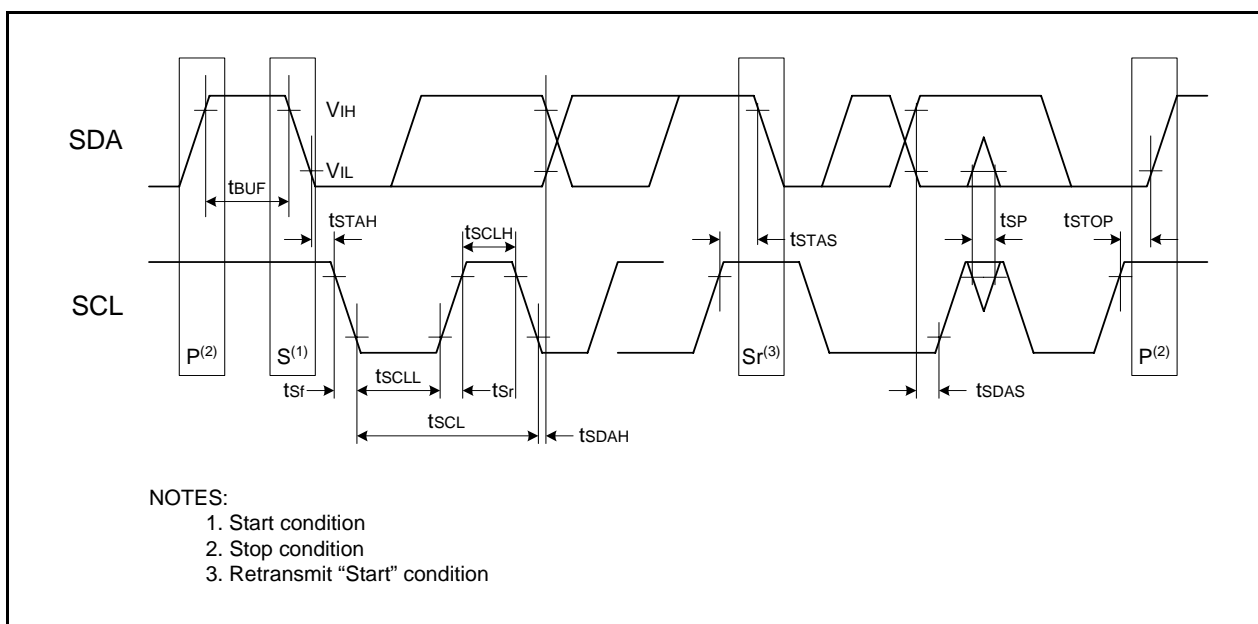 SDA
VIH
VIL
tBUF
tSTAH
tSCLH
tSTAS
tSP
tSTOP
SCL
P(2)
S(1)
Sr(3)
P(2)
tSf
tSCLL
tSr
tSCL
tSDAH
tSDAS
NOTES:
1. Start condition
2. Stop condition
3. Retransmit “Start” condition